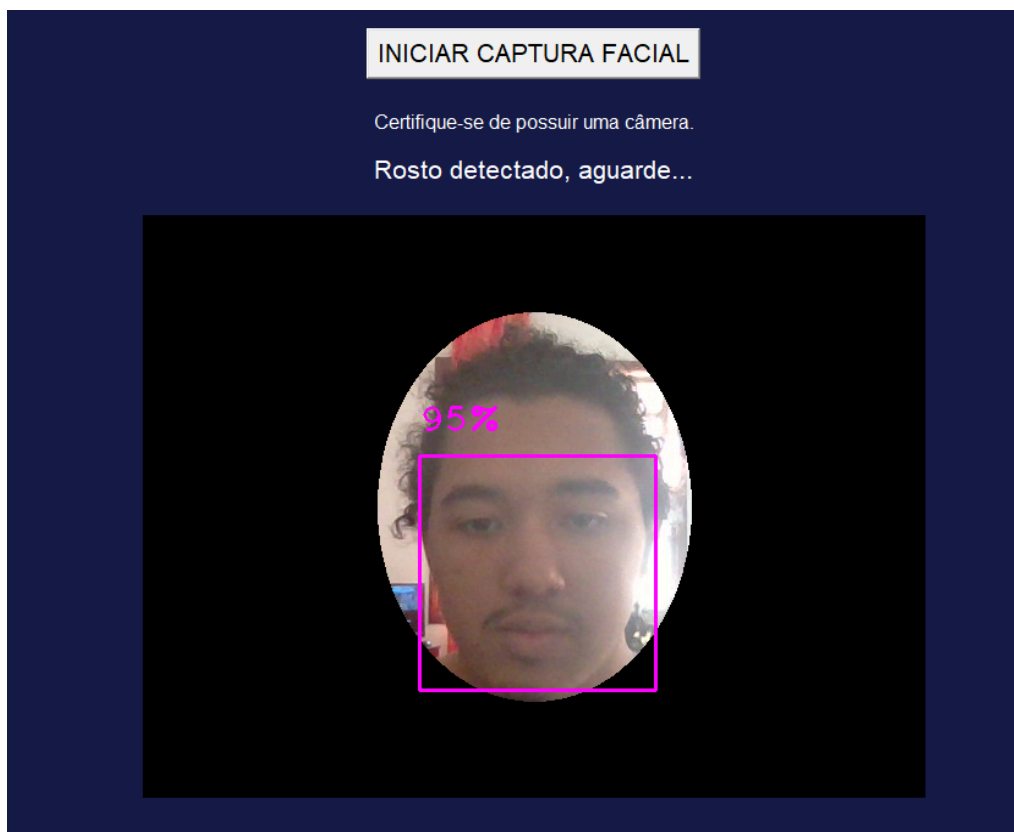 INICIAR CAPTURA FACIAL
Certifique-se de possuir uma câmera.
Rosto detectado, aguarde...
95%